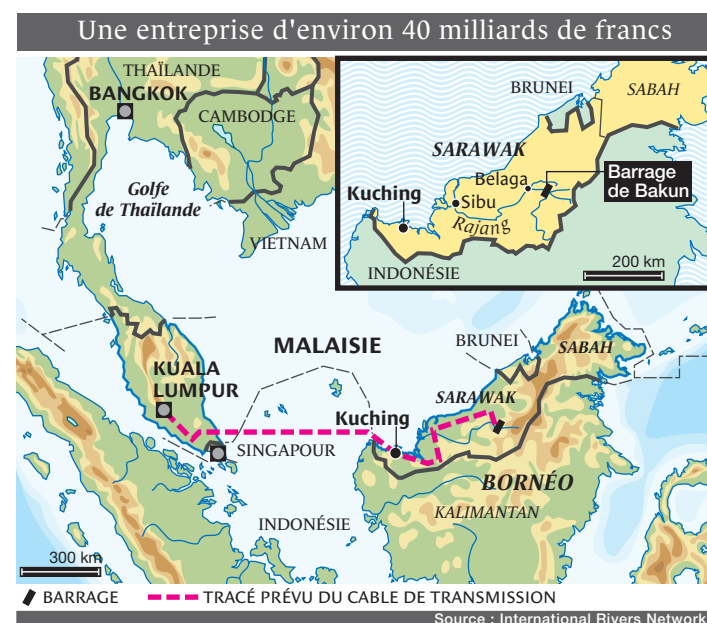 Une entreprise d'environ 40 milliards de francs
THAÏLANDE
BANGKOK
CAMBODGE
Golfe
de Thaïlande
VIETNAM
BRUNEI
SABAH
SARAWAK
Belaga
Barrage
de Bakun
Kuching
Sibu
Rajang
INDONÉSIE
200 km
MALAISIE
BRUNEI
SABAH
KUALA
LUMPUR
SARAWAK
Kuching
SINGAPOUR
BORNÉO
KALIMANTAN
INDONÉSIE
300 km
BARRAGE
TRACÉ PRÉVU DU CABLE DE TRANSMISSION
Source : International Rivers Network